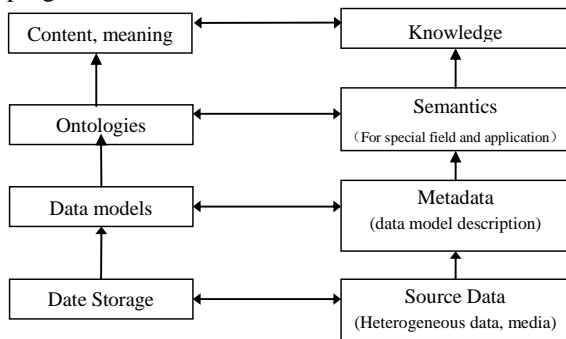 Content, meaning
Knowledge
Ontologies
Semantics
（For special field and application）
Data models
Metadata
(data model description)
Date Storage
Source Data
(Heterogeneous data, media)